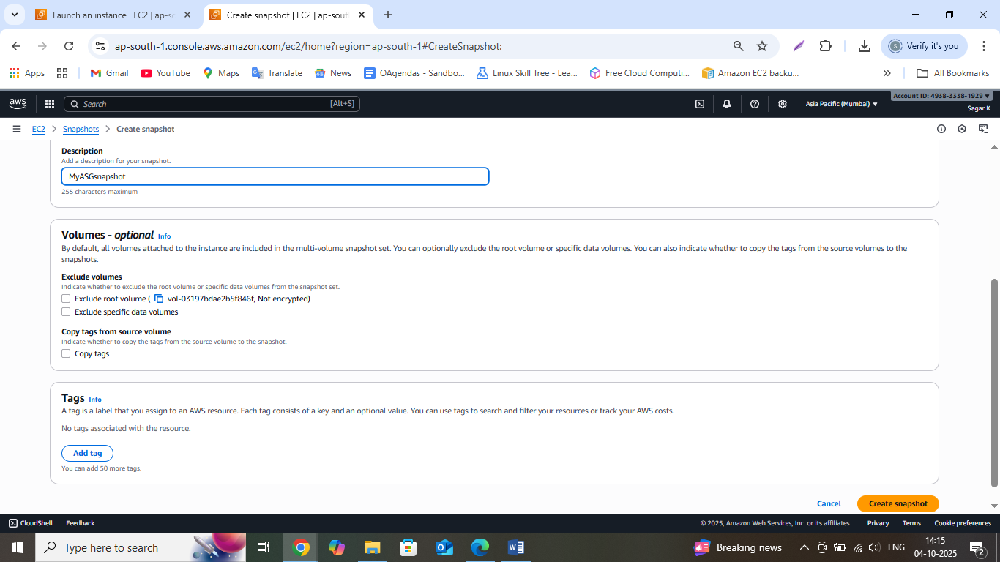 Launch an instance | EC2 | ap-sc
Create snapshot | EC2 | ap-sout
ap-south-1.console.aws.amazon.com/ec2/home?region=ap-south-1#CreateSnapshot:
S
Verify it's you
Apps
Gmail
YouTube
Maps
Translate
News
OAgendas - Sandbo...
Linux Skill Tree - Lea...
Free Cloud Computi...
Amazon EC2 backu...
All Bookmarks
aws
Search
[Alt+S]
Asia Pacific (Mumbai)
Account ID: 4938-3338-1929
Sagar K
EC2
Snapshots
Create snapshot
Description
Add a description for your snapshot.
MyASGsnapshot
255 characters maximum
Volumes - optional Info
By default, all volumes attached to the instance are included in the multi-volume snapshot set. You can optionally exclude the root volume or specific data volumes. You can also indicate whether to copy the tags from the source volumes to the
snapshots.
Exclude volumes
Indicate whether to exclude the root volume or specific data volumes from the snapshot set.
Exclude root volume ( vol-03197bdae2b5f846f, Not encrypted)
Exclude specific data volumes
Copy tags from source volume
Indicate whether to copy the tags from the source volume to the snapshot.
Copy tags
Tags Info
A tag is a label that you assign to an AWS resource. Each tag consists of a key and an optional value. You can use tags to search and filter your resources or track your AWS costs.
No tags associated with the resource.
Add tag
You can add 50 more tags.
Cancel
Create snapshot
CloudShell
Feedback
© 2025, Amazon Web Services, Inc. or its affiliates.
Privacy
Terms
Cookie preferences
Type here to search
Breaking news
ENG
14:15
04-10-2025
2